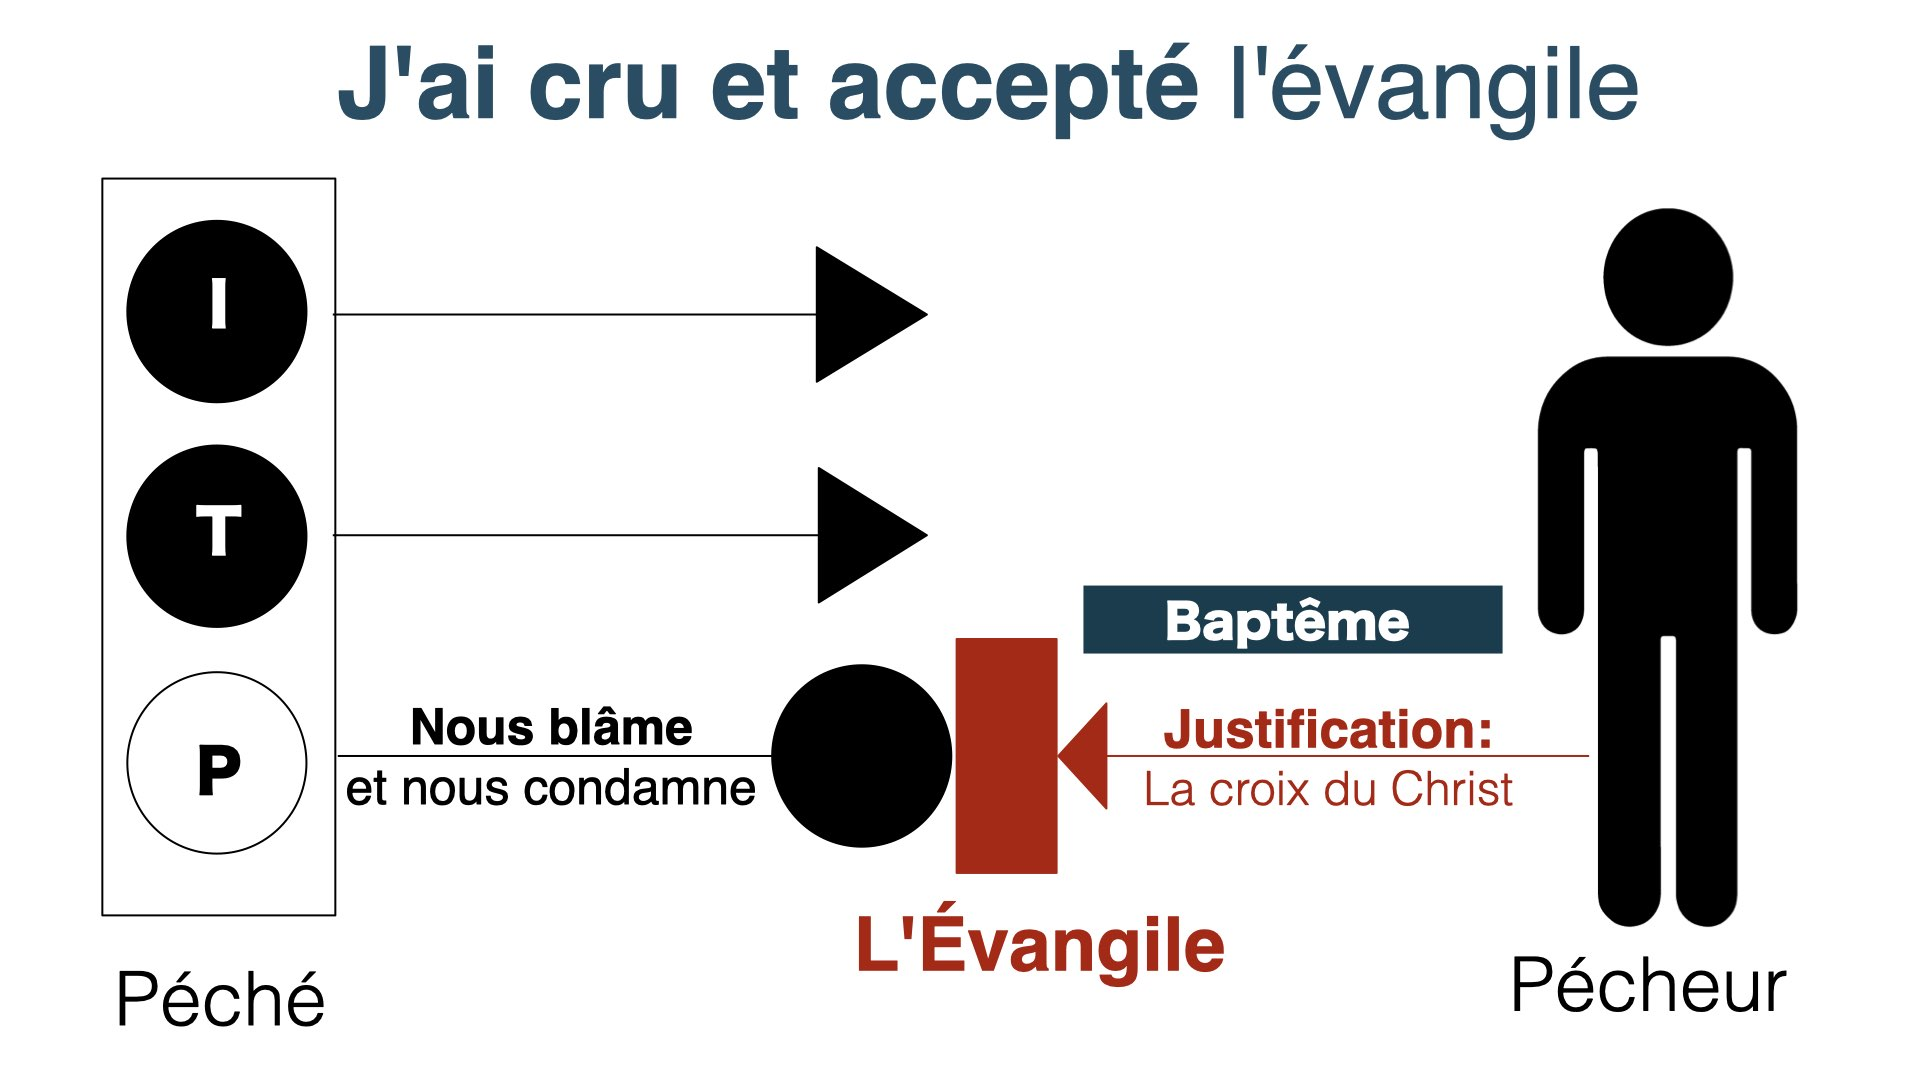 J'ai cru et accepté l'évangile
I
T
P
Nous blâme
et nous condamne
Baptême
Justification:
La croix du Christ
L'Évangile
Péché
Pécheur